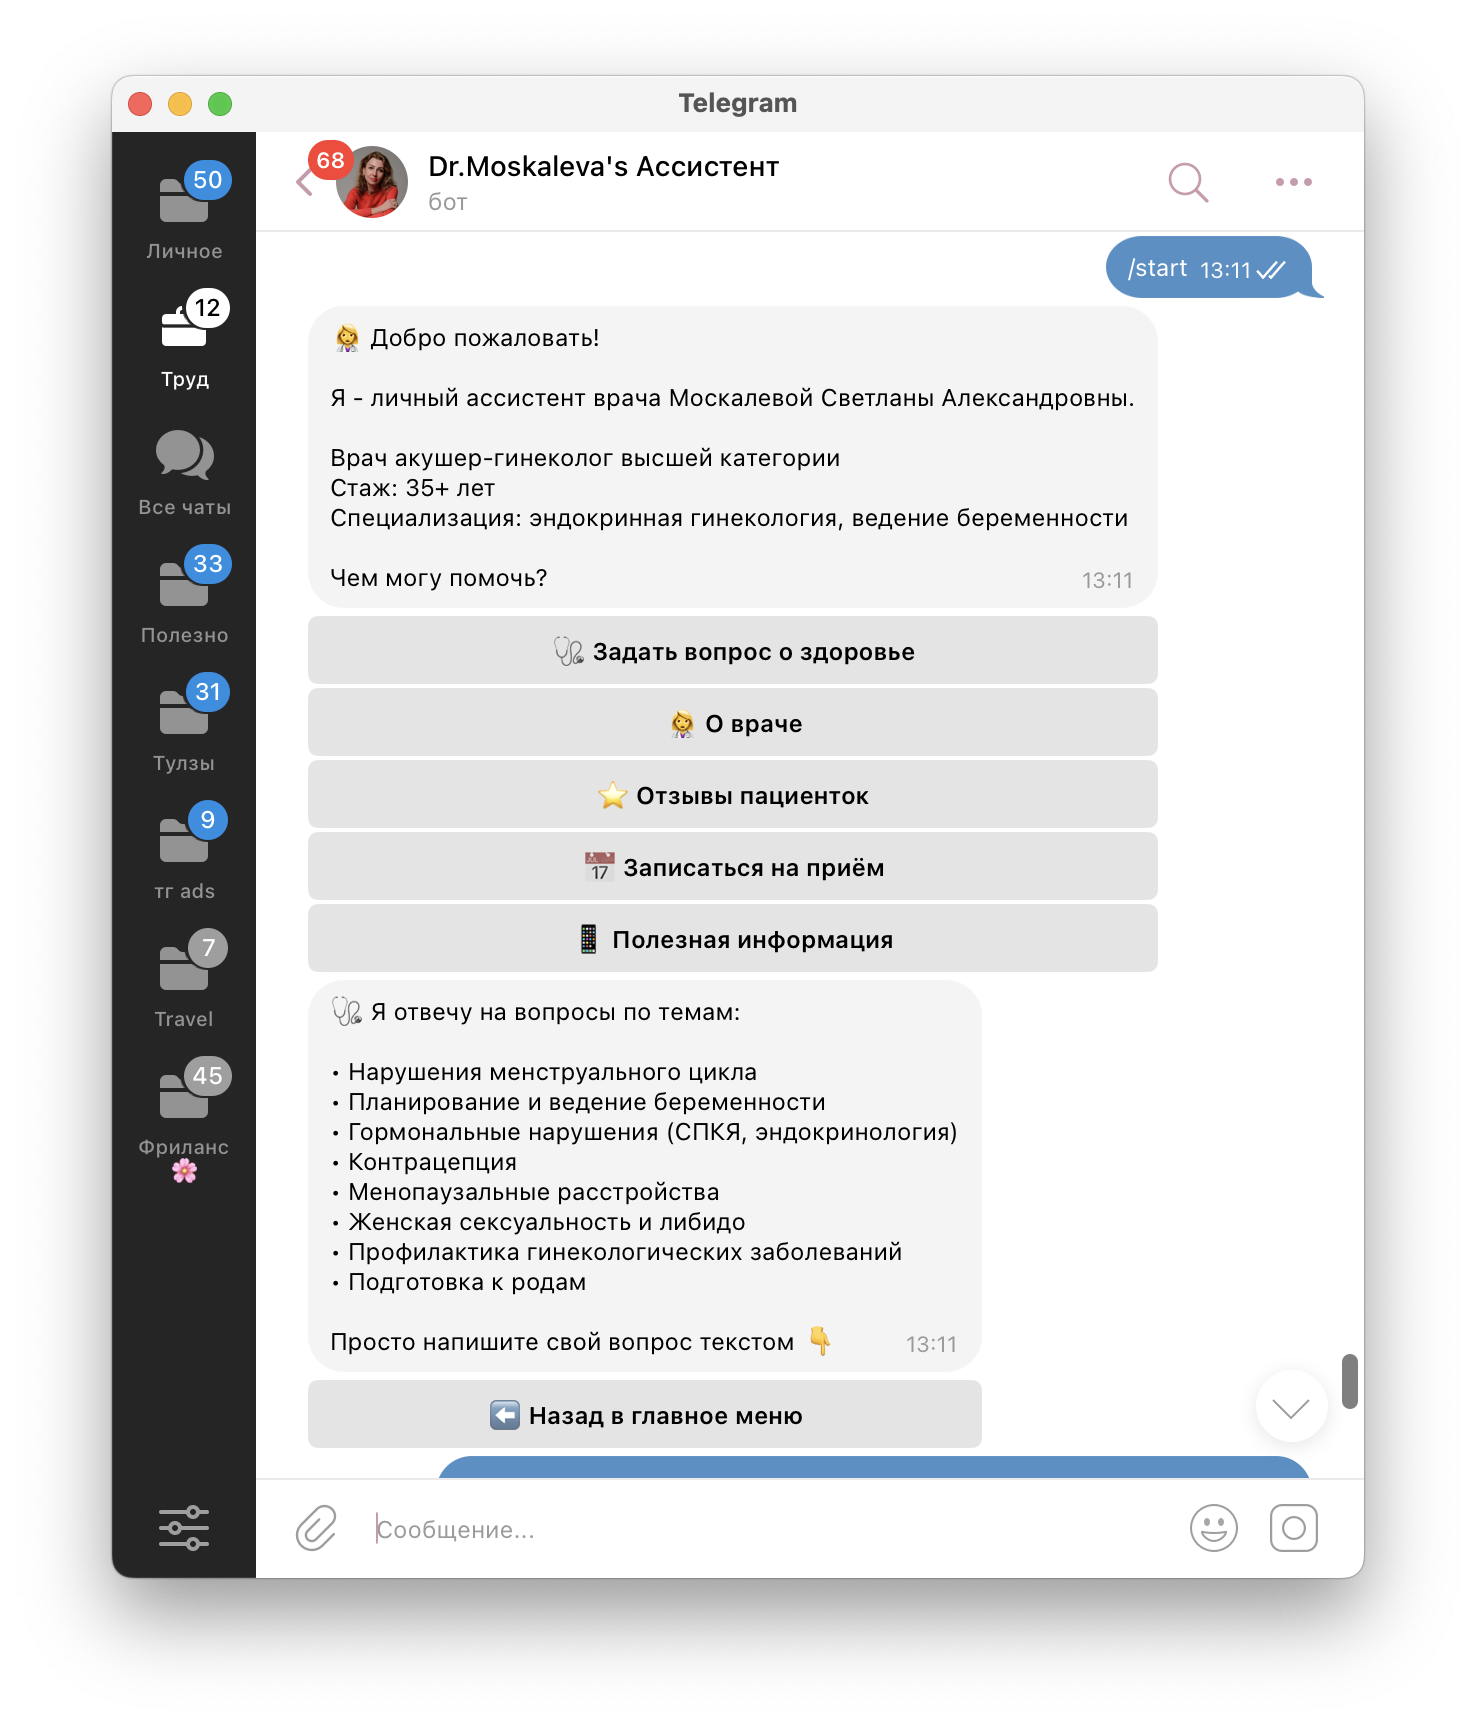 Telegram
50
Личное
12
Труд
Все чаты
33
Полезно
31
Тулзы
9
тг ads
7
Travel
45
Фриланс
68
Dr.Moskaleva's Ассистент
бот
/start 13:11
Добро пожаловать!
Я - личный ассистент врача Москалевой Светланы Александровны.
Врач акушер-гинеколог высшей категории
Стаж: 35+ лет
Специализация: эндокринная гинекология, ведение беременности
Чем могу помочь? 13:11
Задать вопрос о здоровье
О враче
Отзывы пациенток
JUL 17 Записаться на приём
Полезная информация
Я отвечу на вопросы по темам:
• Нарушения менструального цикла
• Планирование и ведение беременности
• Гормональные нарушения (СПКЯ, эндокринология)
• Контрацепция
• Менопаузальные расстройства
• Женская сексуальность и либидо
• Профилактика гинекологических заболеваний
• Подготовка к родам
Просто напишите свой вопрос текстом 13:11
Назад в главное меню
Сообщение...